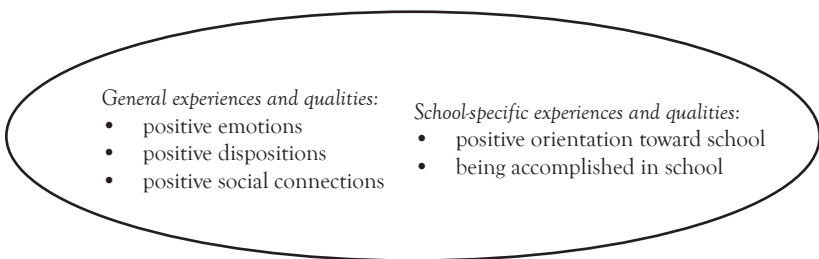 General experiences and qualities:
• positive emotions
• positive dispositions
• positive social connections
School-specific experiences and qualities:
• positive orientation toward school
• being accomplished in school